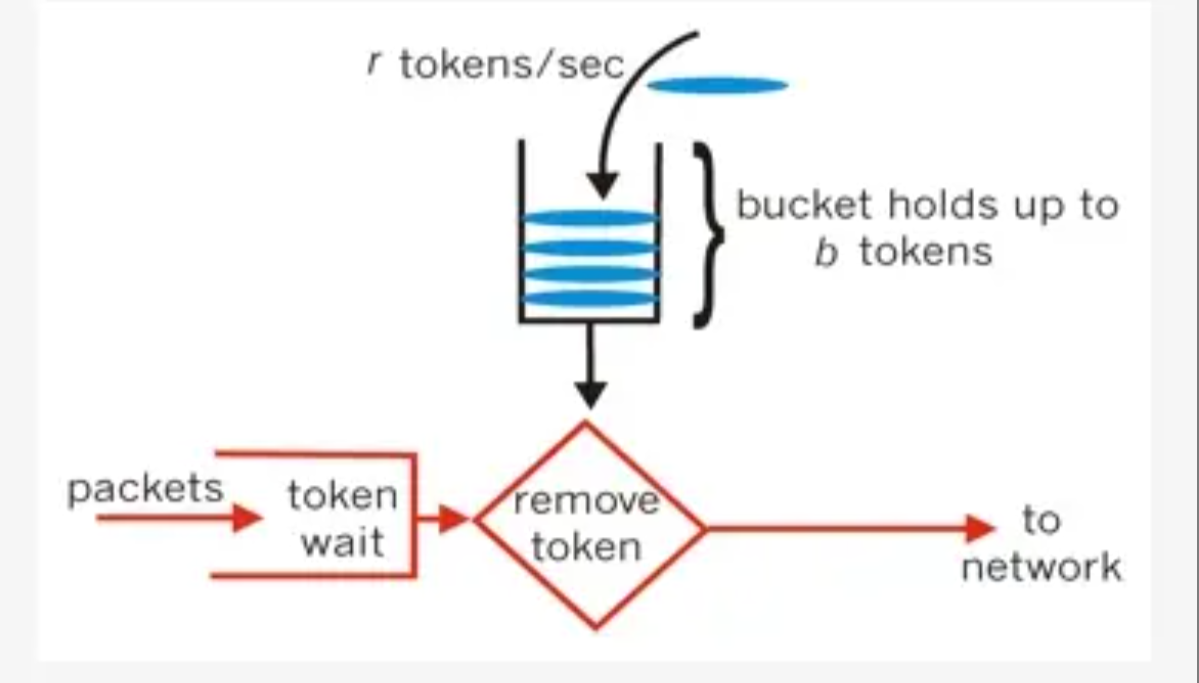 r tokens/sec
bucket holds up to
b tokens
packets
token
wait
remove
token
to
network